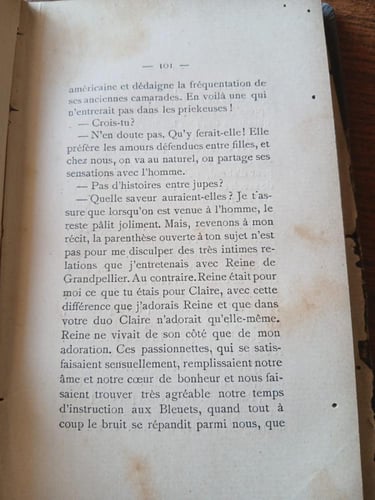 — 101 —
américaine et dédaigne la fréquentation de
ses anciennes camarades. En voilà une qui
n'entrerait pas dans les priekeuses !
— Crois-tu?
— N'en doute pas. Qu'y ferait-elle! Elle
préfère les amours défendues entre filles, et
chez nous, on va au naturel, on partage ses
sensations avec l'homme.
— Pas d'histoires entre jupes?
— Quelle saveur auraient-elles? Je t'as-
sure que lorsqu'on est venue à l'homme, le
reste pâlit joliment. Mais, revenons à mon
récit, la parenthèse ouverte à ton sujet n'est
pas pour me disculper des très intimes re-
lations que j'entretenais avec Reine de
Grandpellier. Au contraire. Reine était pour
moi ce que tu étais pour Claire, avec cette
différence que j'adorais Reine et que dans
votre duo Claire n'adorait qu'elle-même.
Reine ne vivait de son côté que de mon
adoration. Ces passionnettes, qui se satis-
faisaient sensuellement, remplissaient notre
âme et notre cœur de bonheur et nous fai-
saient trouver très agréable notre temps
d'instruction aux Bleuets, quand tout à
coup le bruit se répandit parmi nous, que